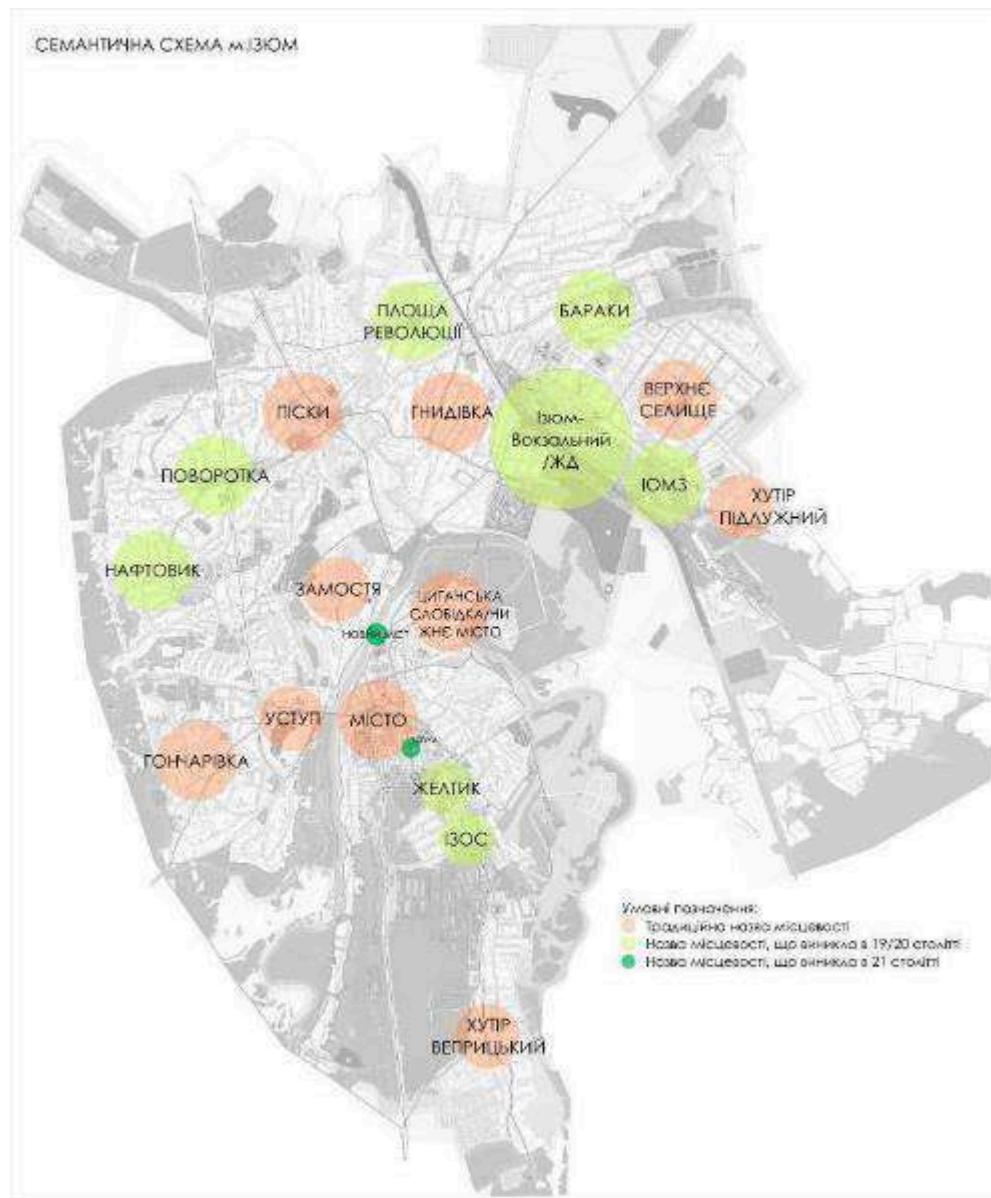 СЕМАНТИЧНА СХЕМА м.ІЗЮМ
ПЛОЩА
РЕВОЛЮЦІЇ
БАРАКИ
ПІСКИ
ГНИДІВКА
Ізюм-
Вокзальний
/ЖД
ВЕРХНЄ
СЕЛИЩЕ
ПОВОРОТКА
ІОМЗ
ХУТІР
ПІДЛУЖНИЙ
НАФТОВИК
ЗАМОСТЯ
ЦИГАНСЬКА
СЛОБІДКА/НИ
ЖНЄ МІСТО
УСТУП
МІСТО
ГОНЧАРІВКА
ЖЕЛТИК
ІЗОС
Умовні позначення:
Традиційна назва місцевості
Назва місцевості, що виникла в 19/20 столітті
Назва місцевості, що виникла в 21 столітті
ХУТІР
ВЕПРИЦЬКИЙ